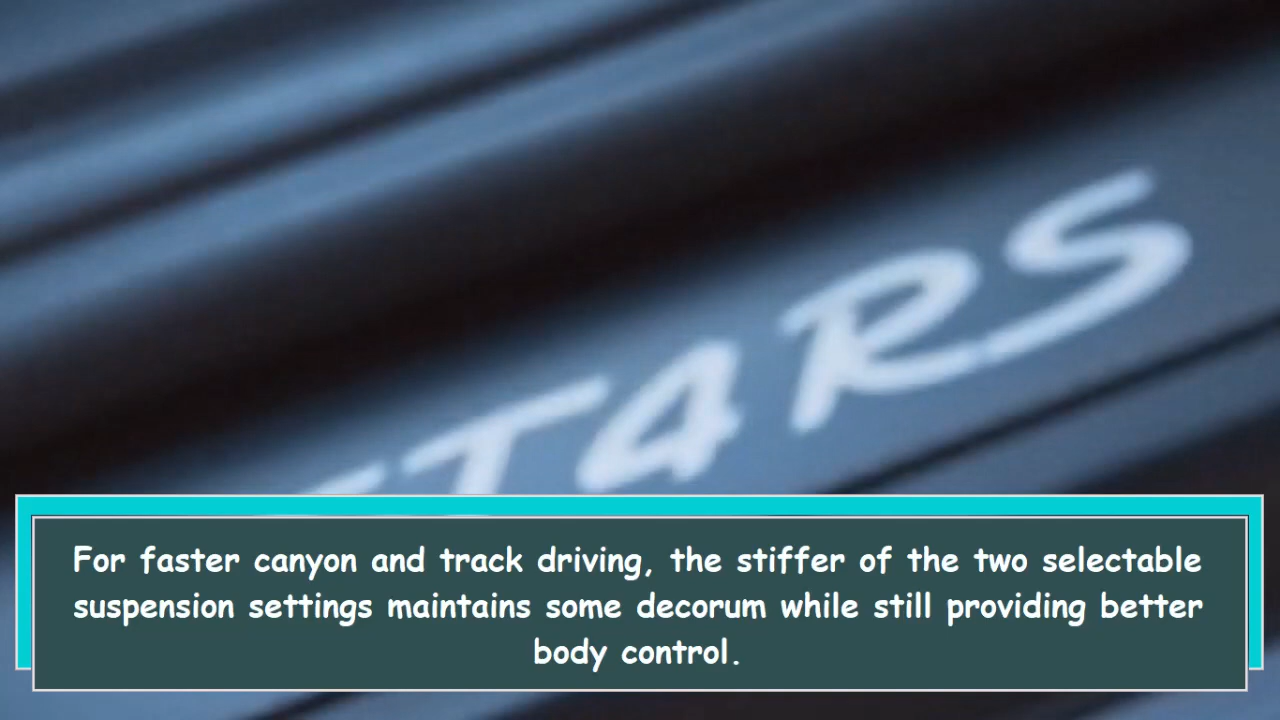 TARS
For faster canyon and track driving, the stiffer of the two selectable
suspension settings maintains some decorum while still providing better
body control.